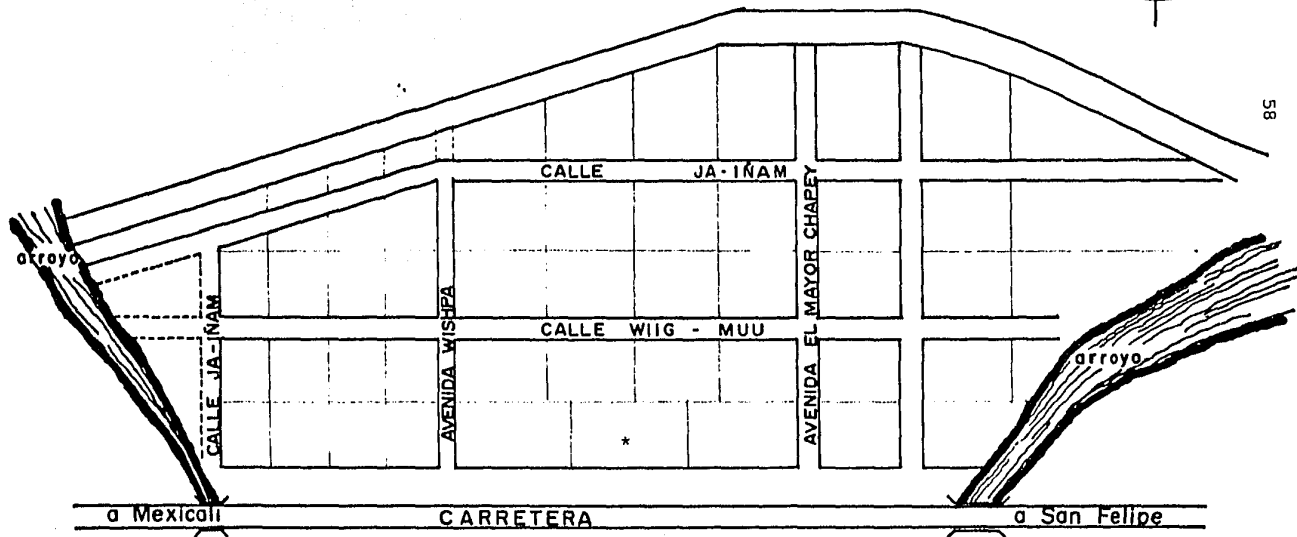 58
CALLE JA-IÑAM
arroyo
CALLE JA-IÑAM
AVENIDA WISHPA
CALLE WIIG - MUU
AVENIDA EL MAYOR CHAPEY
arroyo
*
a Mexicali
CARRETERA
a San Felipe